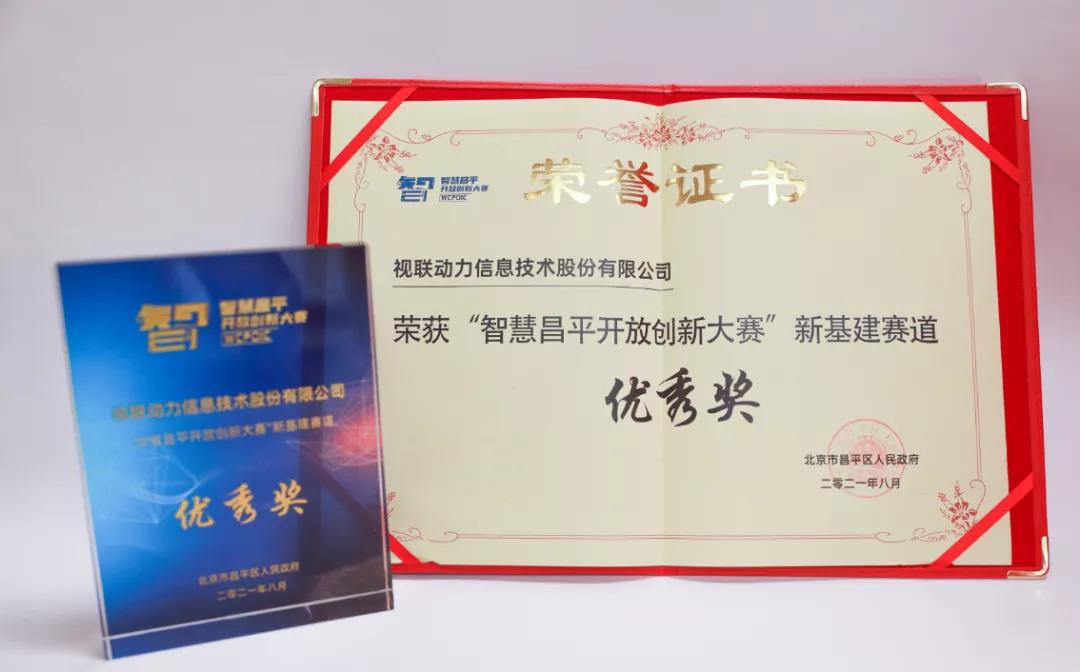 智慧昌平
开放创新大赛
WCPOIC
荣誉证书
视联动力信息技术股份有限公司
荣获“智慧昌平开放创新大赛”新基建赛道
优秀奖
北京市昌平区人民政府
二零二一年八月
智
智慧昌平
开放创新大赛
WCPOIC
视联动力信息技术股份有限公司
“智慧昌平开放创新大赛”新基建赛道
优秀奖
北京市昌平区人民政府
二零二一年八月